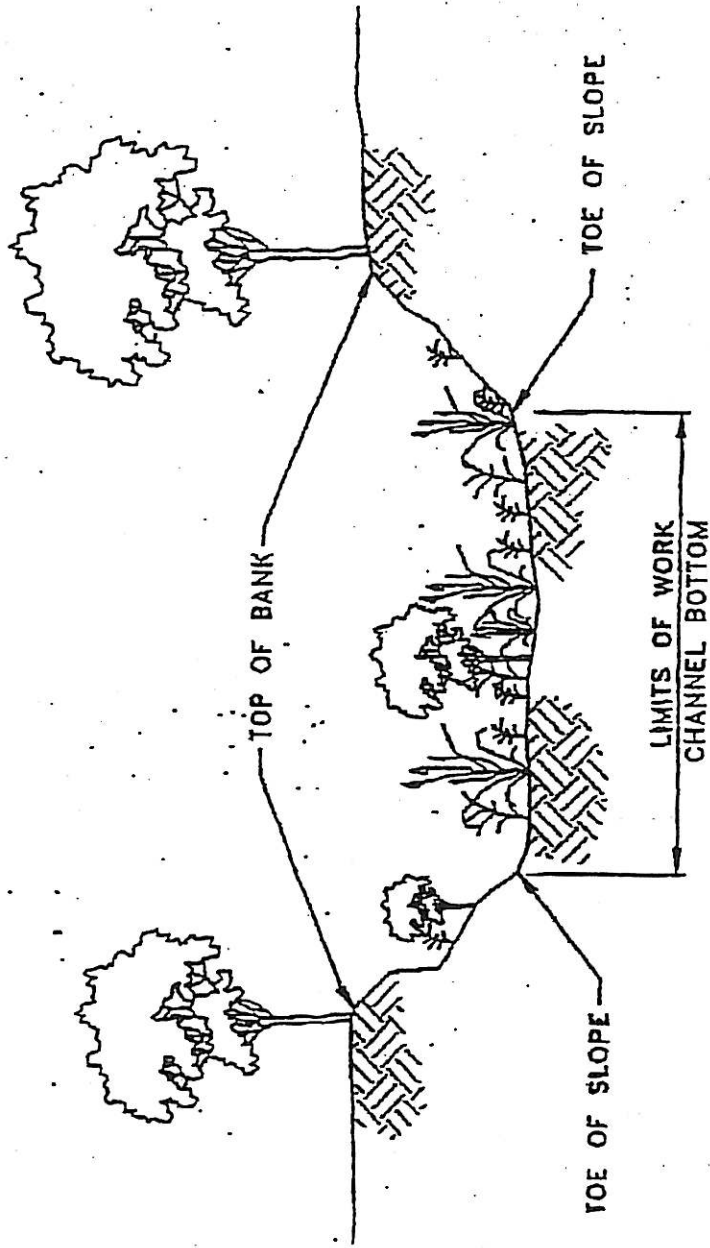 TOP OF BANK
TOE OF SLOPE
LIMITS OF WORK
CHANNEL BOTTOM
TOE OF SLOPE